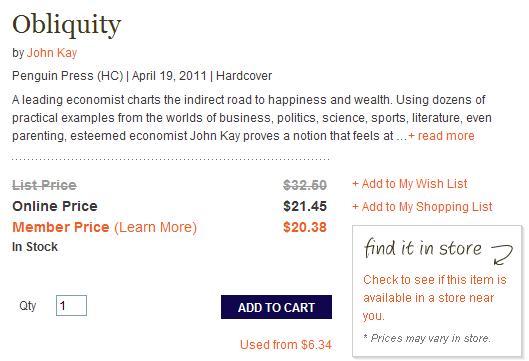 Obliquity
by John Kay
Penguin Press (HC) | April 19, 2011 | Hardcover
A leading economist charts the indirect road to happiness and wealth. Using dozens of
practical examples from the worlds of business, politics, science, sports, literature, even
parenting, esteemed economist John Kay proves a notion that feels at ...+ read more
List Price $32.50
Online Price $21.45
Member Price (Learn More) $20.38
In Stock
+ Add to My Wish List
+ Add to My Shopping List
find it in store
Check to see if this item is
available in a store near
you.
* Prices may vary in store.
Qty 1 ADD TO CART
Used from $6.34